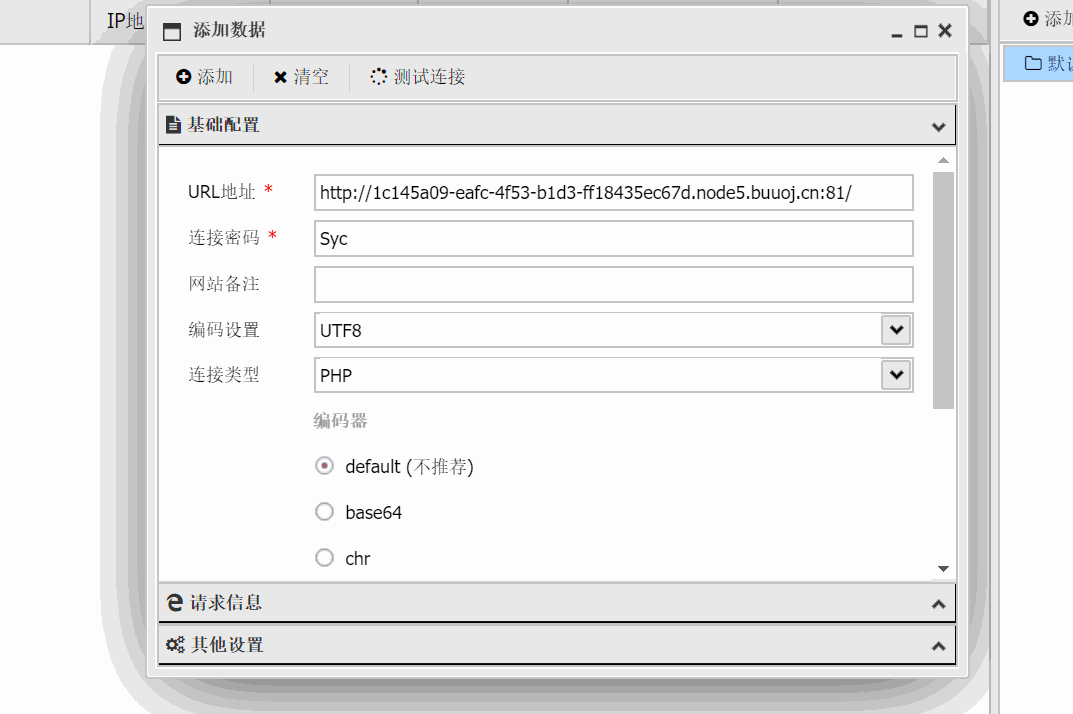 IP地
添加数据
添加
默
添加
清空
测试连接
基础配置
URL地址 *
http://1c145a09-eafc-4f53-b1d3-ff18435ec67d.node5.buuoj.cn:81/
连接密码 *
Syc
网站备注
编码设置
UTF8
连接类型
PHP
编码器
default (不推荐)
base64
chr
请求信息
其他设置